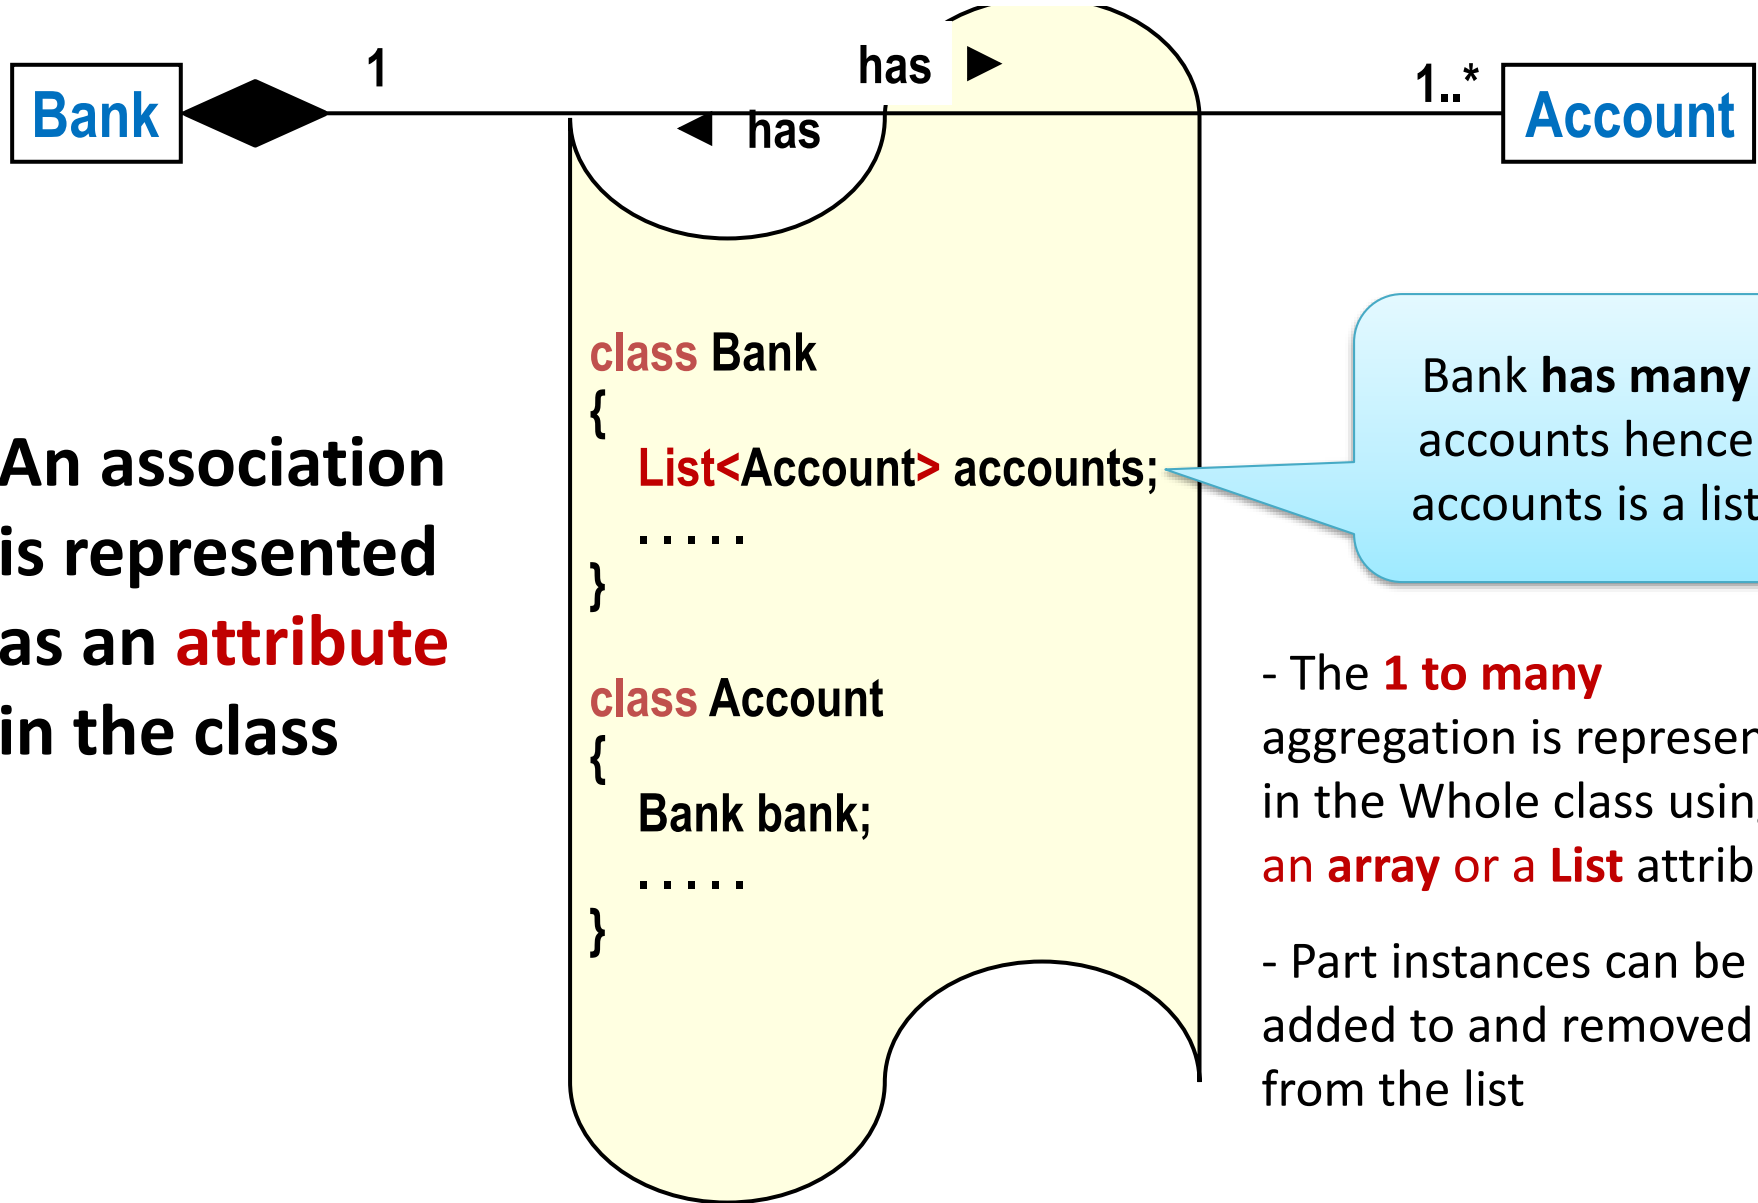 1
has ►
1..*
Bank
Account
◄ has
class Bank
{
List<Account> accounts;
. . . . .
}
class Account
{
Bank bank;
. . . . .
}
An association
is represented
as an attribute
in the class
Bank has many
accounts hence
accounts is a list
- The 1 to many
aggregation is
in the Whole class
an array or a List
- Part instances can be
added to and removed
from the list